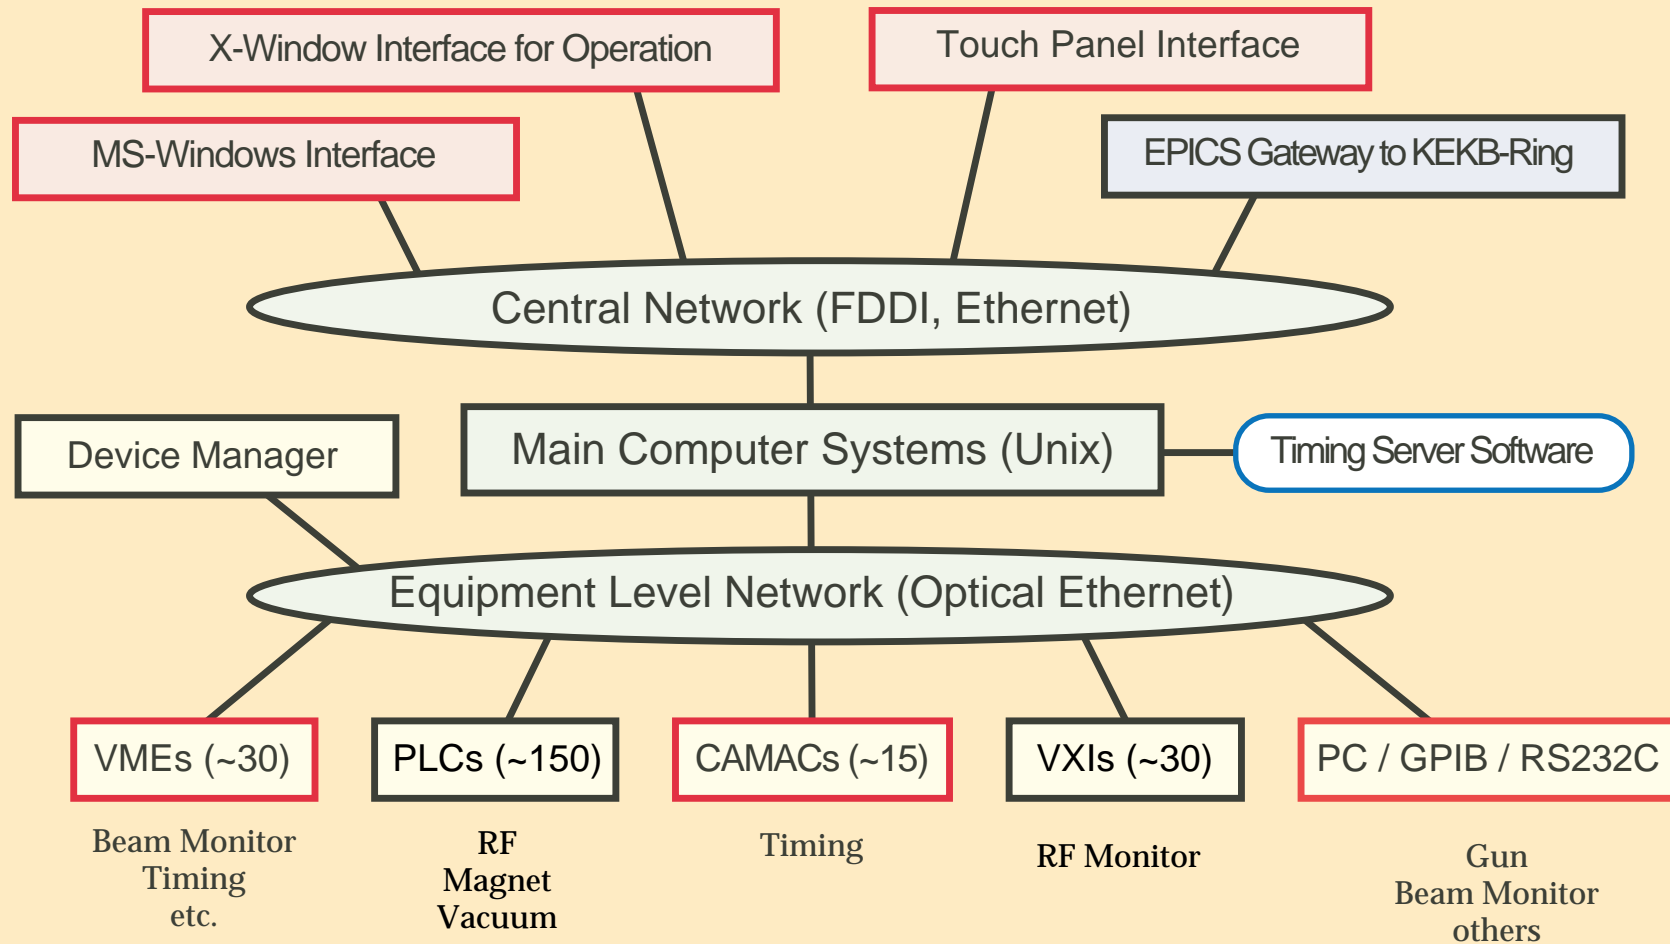 X-Window Interface for Operation
Touch Panel Interface
MS-Windows Interface
EPICS Gateway to KEKB-Ring
Central Network (FDDI, Ethernet)
Device Manager
Main Computer Systems (Unix)
Timing Server Software
Equipment Level Network (Optical Ethernet)
VMEs (~30)
PLCs (~150)
CAMACs (~15)
VXIs (~30)
PC / GPIB / RS232C
Beam Monitor
Timing
etc.
RF
Magnet
Vacuum
Timing
RF Monitor
Gun
Beam Monitor
others